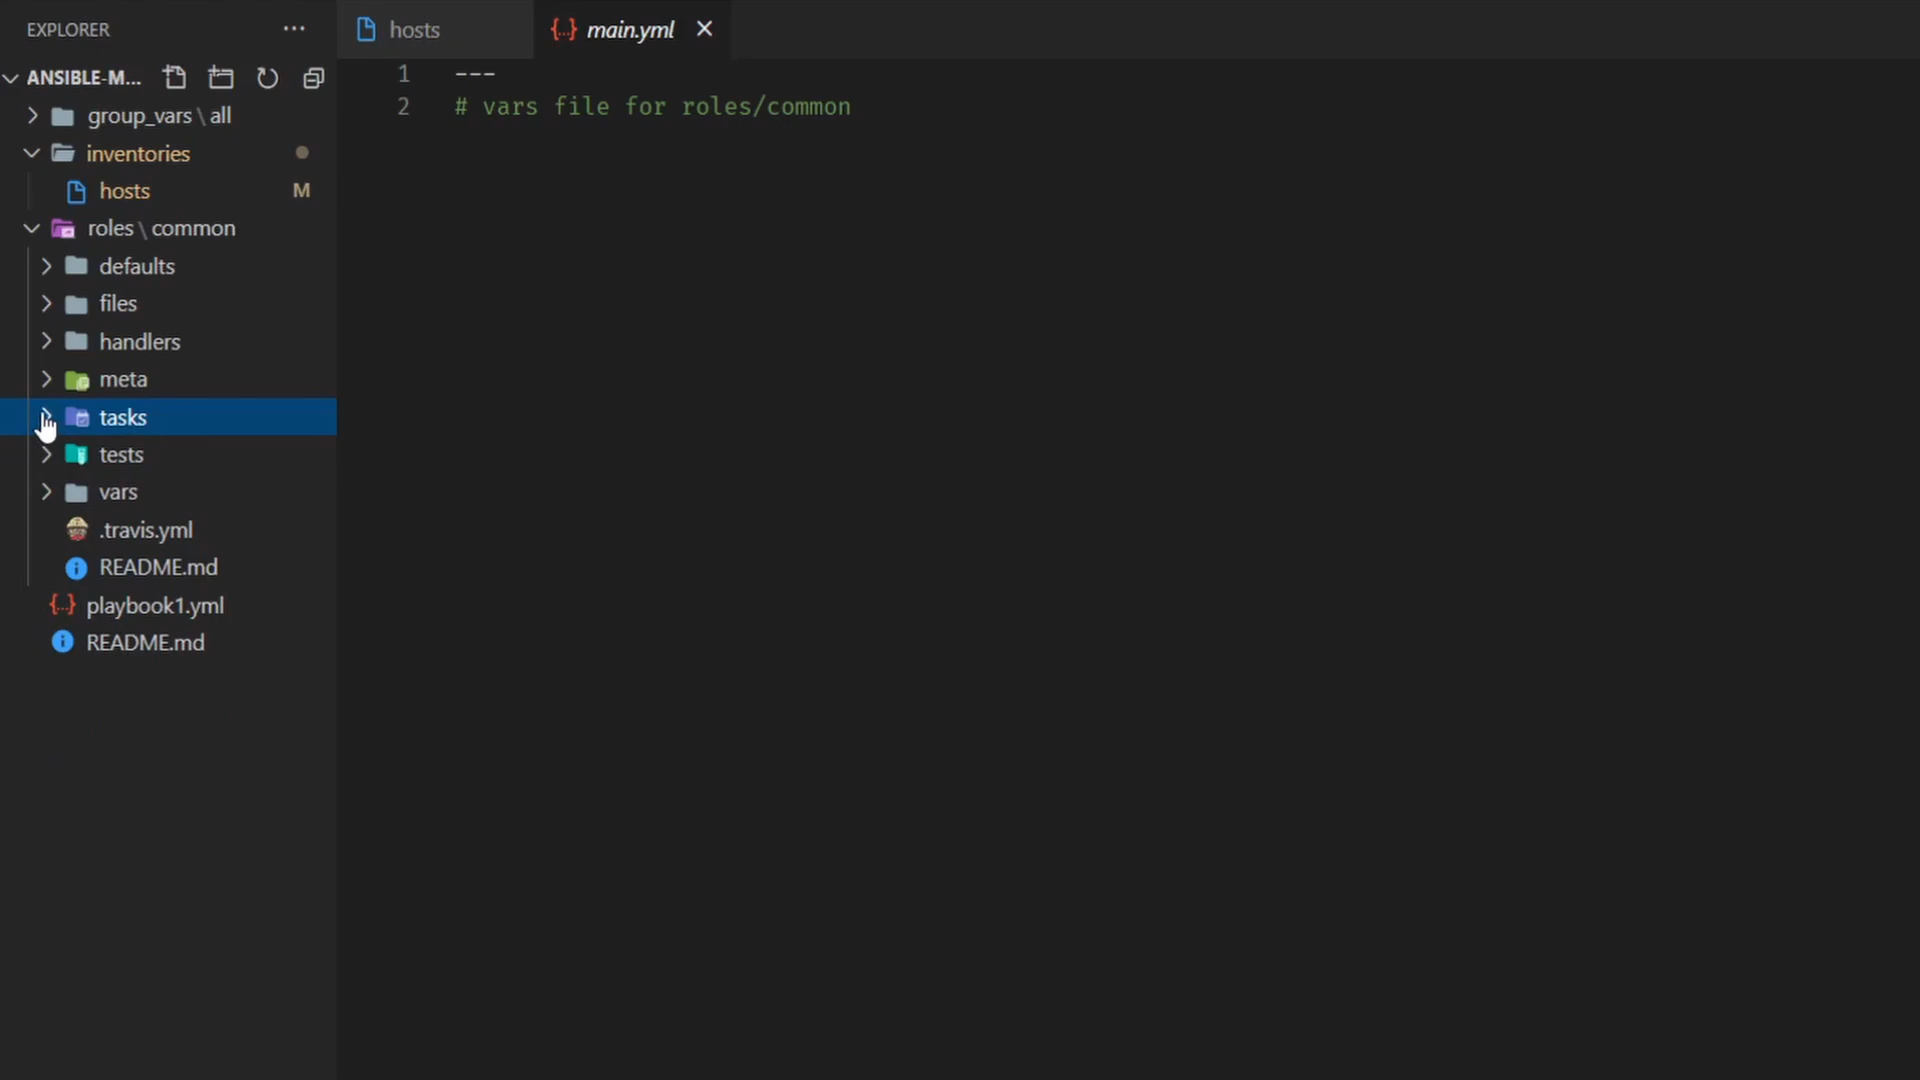 EXPLORER ...
ANSIBLE-M...
group_vars \ all
inventories
hosts M
roles \ common
defaults
files
handlers
meta
tasks
tests
vars
.travis.yml
README.md
playbook1.yml
README.md
hosts
{..} main.yml
1 ---
2 # vars file for roles/common